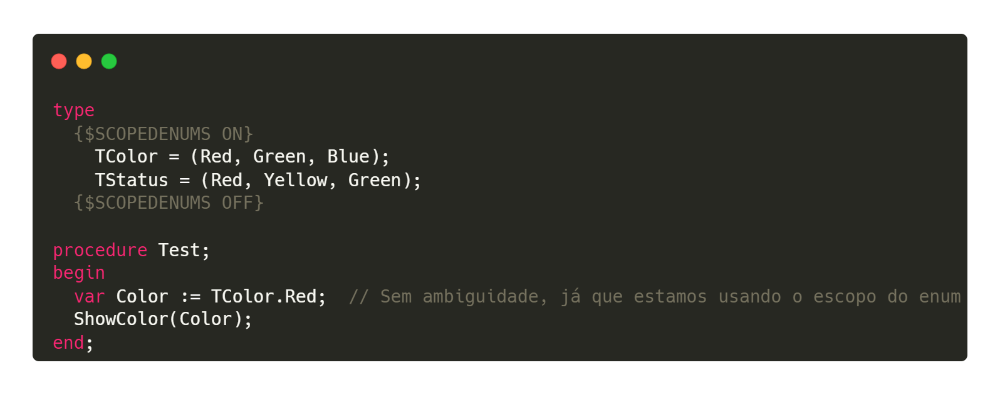 type
  {$SCOPEDENUMS ON}
    TColor = (Red, Green, Blue);
    TStatus = (Red, Yellow, Green);
  {$SCOPEDENUMS OFF}

procedure Test;
begin
  var Color := TColor.Red;  // Sem ambiguidade, já que estamos usando o escopo do enum
  ShowColor(Color);
end;